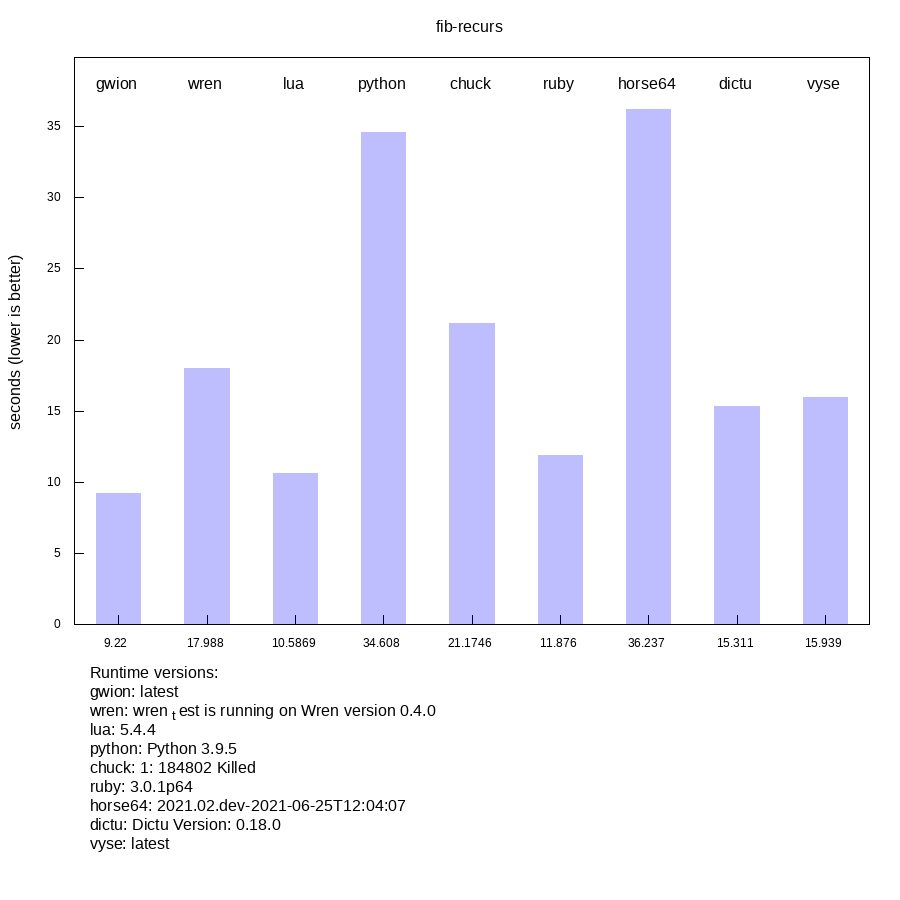 fib-recurs
gwion wren lua python chuck ruby horse64 dictu vyse
35
30
25
20
15
10
5
0
seconds (lower is better)
9.22 17.988 10.5869 34.608 21.1746 11.876 36.237 15.311 15.939
Runtime versions:
gwion: latest
wren: wren t est is running on Wren version 0.4.0
lua: 5.4.4
python: Python 3.9.5
chuck: 1: 184802 Killed
ruby: 3.0.1p64
horse64: 2021.02.dev-2021-06-25T12:04:07
dictu: Dictu Version: 0.18.0
vyse: latest